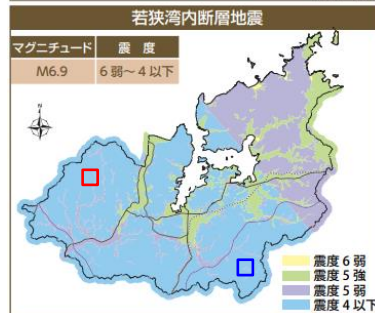 若狭湾内断層地震
マグニチュード 震度
M6.9 6弱～4以下
N
震度6弱
震度5強
震度5弱
震度4以下